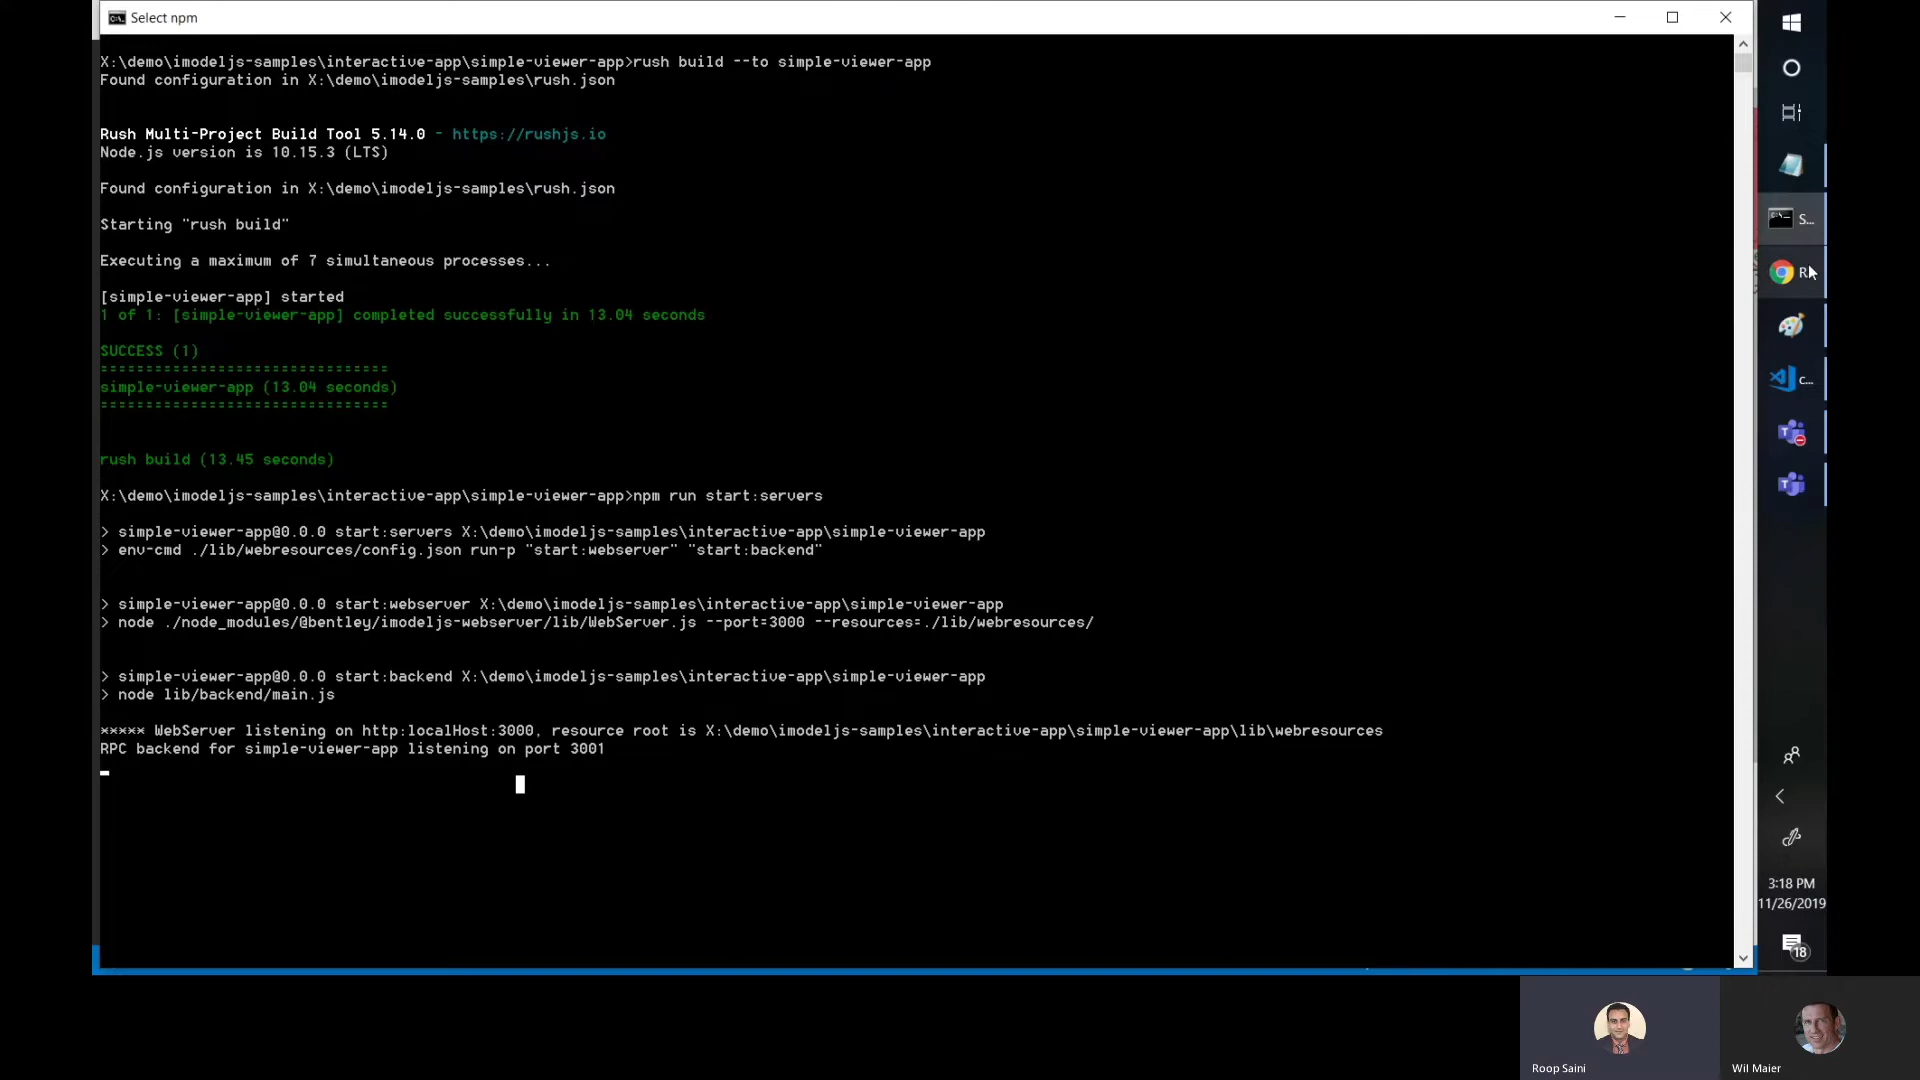 Select npm
X:\demo\imodeljs-samples\interactive-app\simple-viewer-app>rush build --to simple-viewer-app
Found configuration in X:\demo\imodeljs-samples\rush.json
Rush Multi-Project Build Tool 5.14.0 - https://rushjs.io
Node.js version is 10.15.3 (LTS)
Found configuration in X:\demo\imodeljs-samples\rush.json
Starting "rush build"
Executing a maximum of 7 simultaneous processes...
[simple-viewer-app] started
1 of 1: [simple-viewer-app] completed successfully in 13.04 seconds
SUCCESS (1)
================================
simple-viewer-app (13.04 seconds)
================================
rush build (13.45 seconds)
X:\demo\imodeljs-samples\interactive-app\simple-viewer-app>npm run start:servers
> simple-viewer-app@0.0.0 start:servers X:\demo\imodeljs-samples\interactive-app\simple-viewer-app
> env-cmd ./lib/webresources/config.json run-p "start:webserver" "start:backend"
> simple-viewer-app@0.0.0 start:webserver X:\demo\imodeljs-samples\interactive-app\simple-viewer-app
> node ./node_modules/@bentley/imodeljs-webserver/lib/WebServer.js --port=3000 --resources=./lib/webresources/
> simple-viewer-app@0.0.0 start:backend X:\demo\imodeljs-samples\interactive-app\simple-viewer-app
> node lib/backend/main.js
***** WebServer listening on http:localHost:3000, resource root is X:\demo\imodeljs-samples\interactive-app\simple-viewer-app\lib\webresources
RPC backend for simple-viewer-app listening on port 3001
S...
R
c...
3:18 PM
11/26/2019
18
Roop Saini
Wil Maier